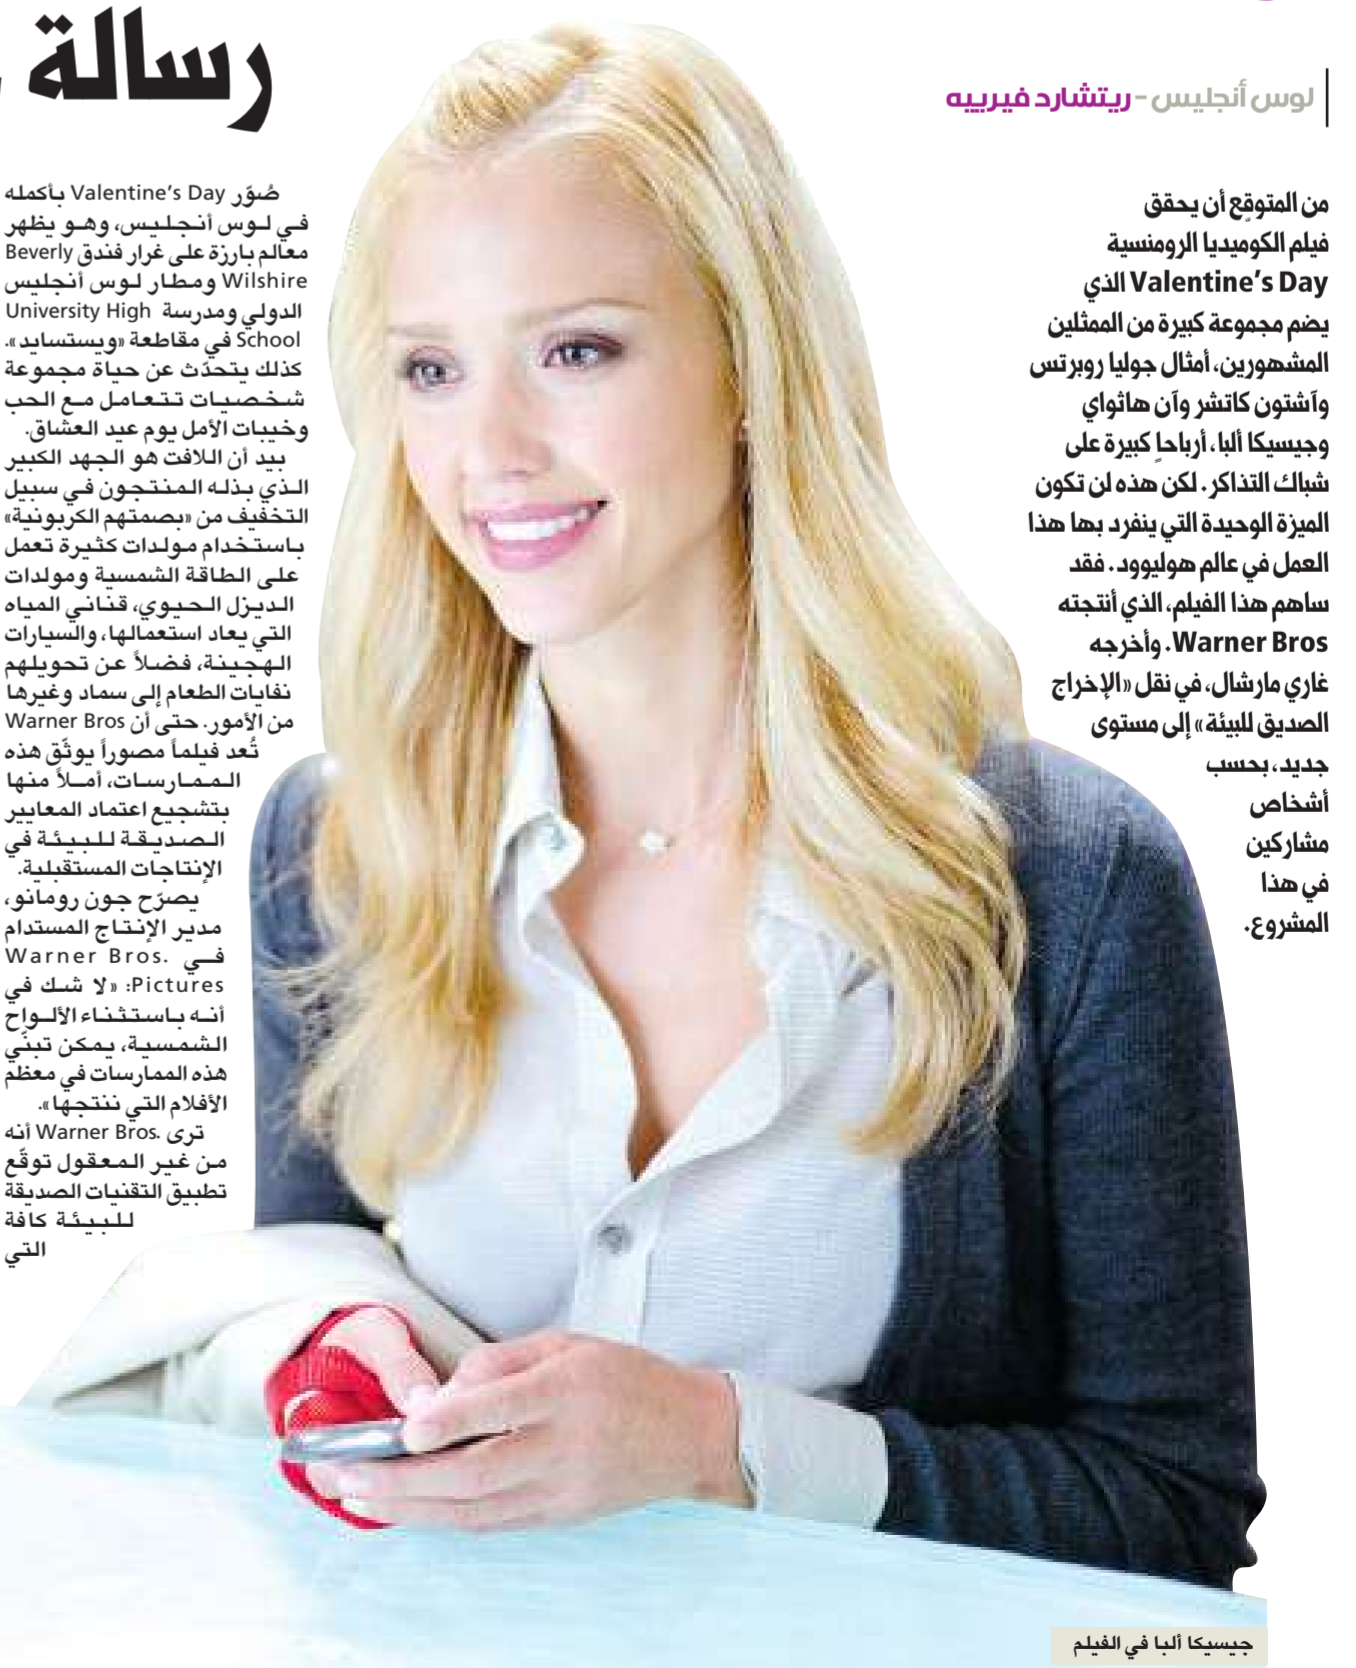 رسالة
لوس أنجليس - ريتشارد فيرييه
من المتوقع أن يحقق
فيلم الكوميديا الرومنسية
Valentine’s Day الذي
يضم مجموعة كبيرة من الممثلين
المشهورين، أمثال جوليا روبرتس
وآشتون كاتشر وآن هاثواي
وجيسيكا ألبا، أرباحاً كبيرة على
شباك التذاكر. لكن هذه لن تكون
الميزة الوحيدة التي ينفرد بها هذا
العمل في عالم هوليوود. فقد
ساهم هذا الفيلم، الذي أنتجته
Warner Bros. وأخرجه
غاري مارشال، في نقل «الإخراج
الصديق للبيئة» إلى مستوى
جديد، بحسب
أشخاص
مشاركين
في هذا
المشروع.
صُوّر Valentine’s Day بأكمله
في لوس أنجليس، وهو يظهر
معالم بارزة على غرار فندق Beverly
Wilshire ومطار لوس أنجليس
الدولي ومدرسة University High
School في مقاطعة «ويستسايد».
كذلك يتحدّث عن حياة مجموعة
شخصيات تتعامل مع الحب
وخيبات الأمل يوم عيد العشاق.
بيد أن اللافت هو الجهد الكبير
الذي بذله المنتجون في سبيل
التخفيف من «بصمتهم الكربونية»
باستخدام مولدات كثيرة تعمل
على الطاقة الشمسية ومولدات
الديزل الحيوي، قناني المياه
التي يعاد استعمالها، والسيارات
الهجينة، فضلاً عن تحويلهم
نفايات الطعام إلى سماد وغيرها
من الأمور. حتى أن Warner Bros
تُعد فيلماً مصوراً يوثّق هذه
الممارسات، أملاً منها
بتشجيع اعتماد المعايير
الصديقة للبيئة في
الإنتاجات المستقبلية.
يصرّح جون رومانو،
مدير الإنتاج المستدام
في Warner Bros.
Pictures: «لا شك في
أنه باستثناء الألواح
الشمسية، يمكن تبنّي
هذه الممارسات في معظم
الأفلام التي ننتجها».
ترى Warner Bros. أنه
من غير المعقول توقّع
تطبيق التقنيات الصديقة
للبيئة كافة
التي
جيسيكا ألبا في الفيلم